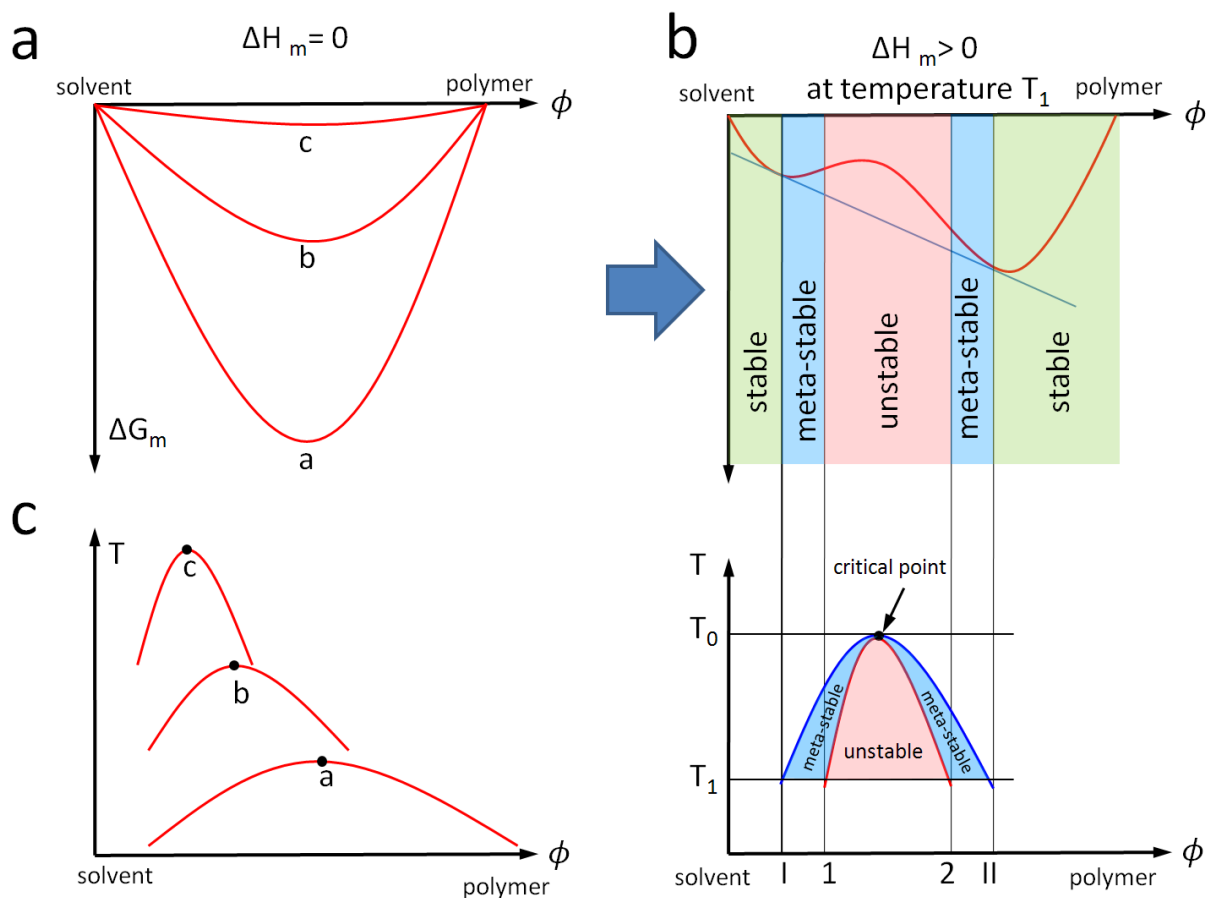 a
ΔH m = 0
solvent
polymer
ϕ
c
b
a
ΔGm
b
ΔH m > 0
at temperature T1
solvent
polymer
ϕ
stable
meta-stable
unstable
meta-stable
stable
c
T
c
b
a
ϕ
solvent
polymer
T
critical point
T0
meta-stable
unstable
meta-stable
T1
ϕ
solvent
I
1
2
II
polymer